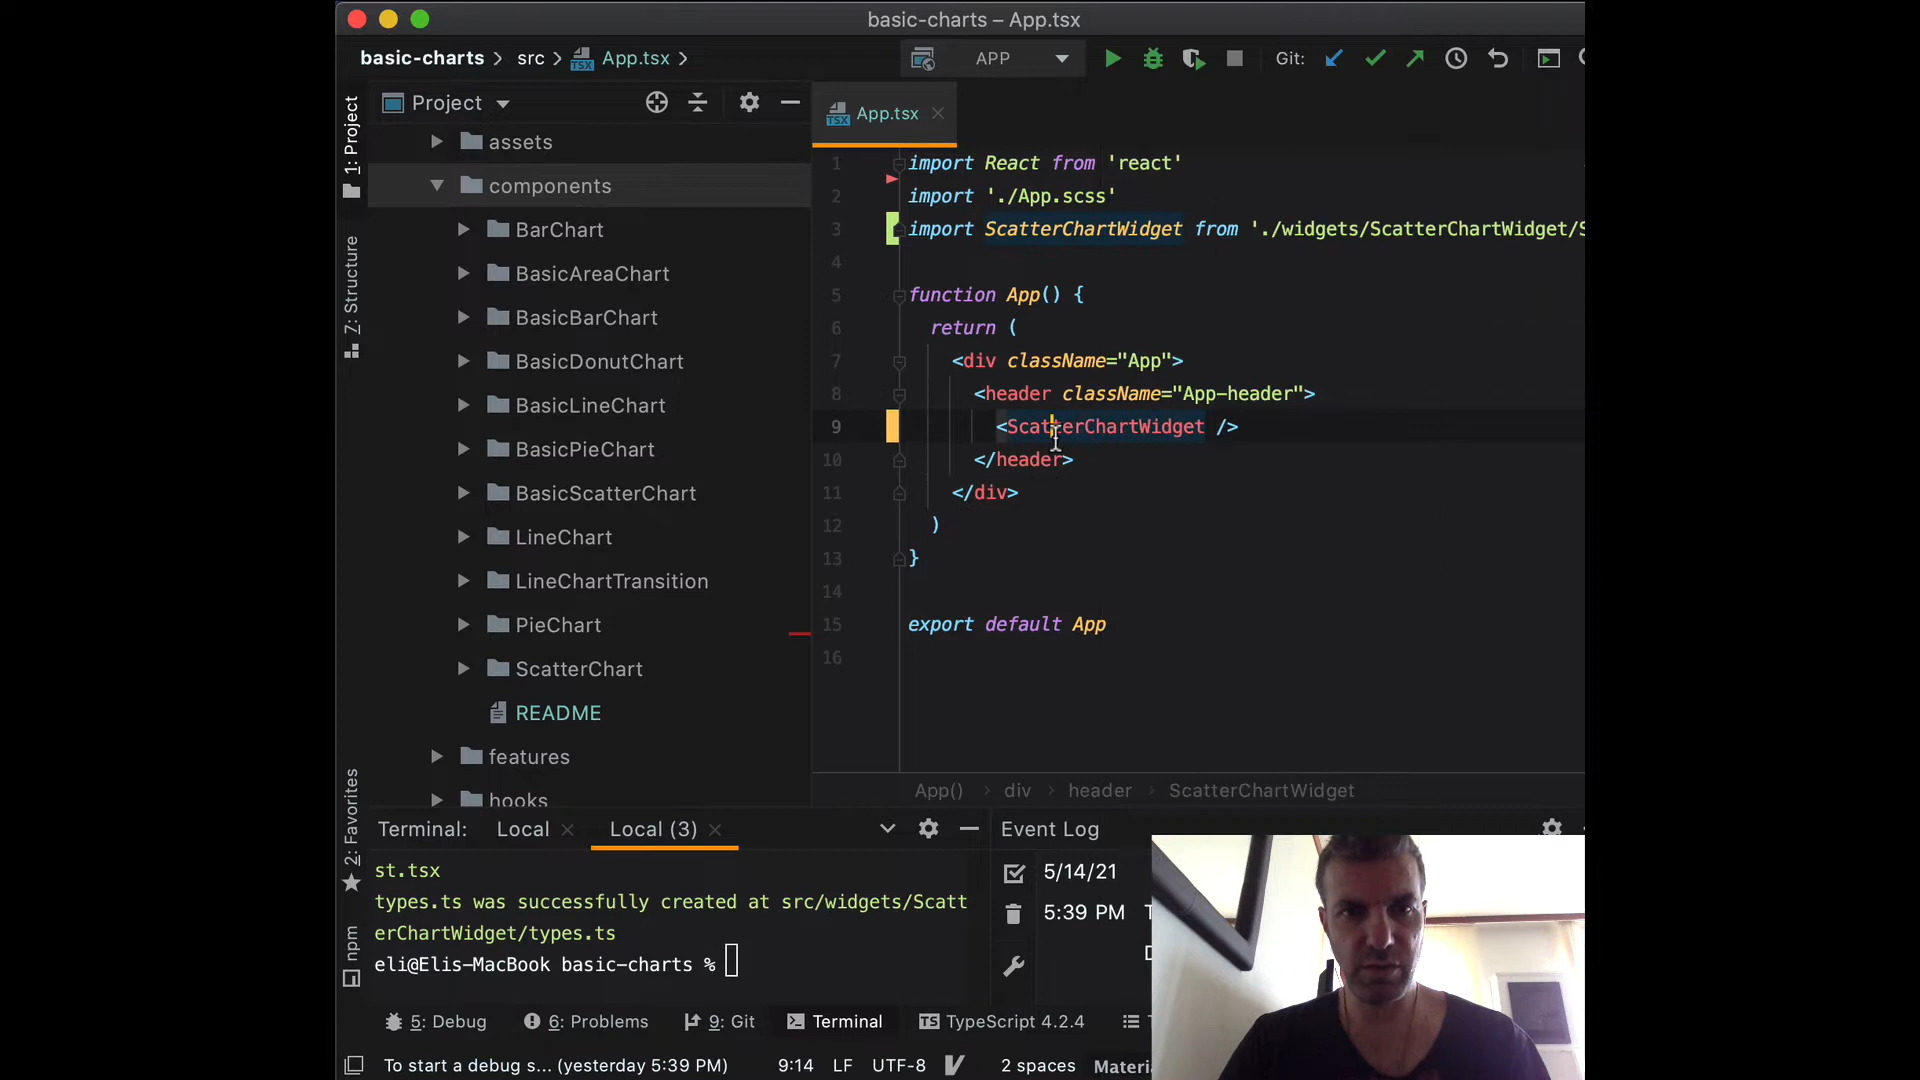 basic-charts – App.tsx
basic-charts src App.tsx
APP Git:
1: Project
7: Structure
2: Favorites
npm
Project
assets
components
BarChart
BasicAreaChart
BasicBarChart
BasicDonutChart
BasicLineChart
BasicPieChart
BasicScatterChart
LineChart
LineChartTransition
PieChart
ScatterChart
README
features
hooks
App.tsx
1 import React from 'react'
2 import './App.scss'
3 import ScatterChartWidget from './widgets/ScatterChartWidget/S
4
5 function App() {
6 return (
7 <div className="App">
8 <header className="App-header">
9 <ScatterChartWidget />
10 </header>
11 </div>
12 )
13 }
14
15 export default App
16
App() div header ScatterChartWidget
Terminal: Local Local (3)
st.tsx
types.ts was successfully created at src/widgets/Scatt
erChartWidget/types.ts
eli@Elis-MacBook basic-charts %
Event Log
5/14/21
5:39 PM
5: Debug 6: Problems 9: Git Terminal TypeScript 4.2.4
To start a debug s... (yesterday 5:39 PM) 9:14 LF UTF-8 2 spaces